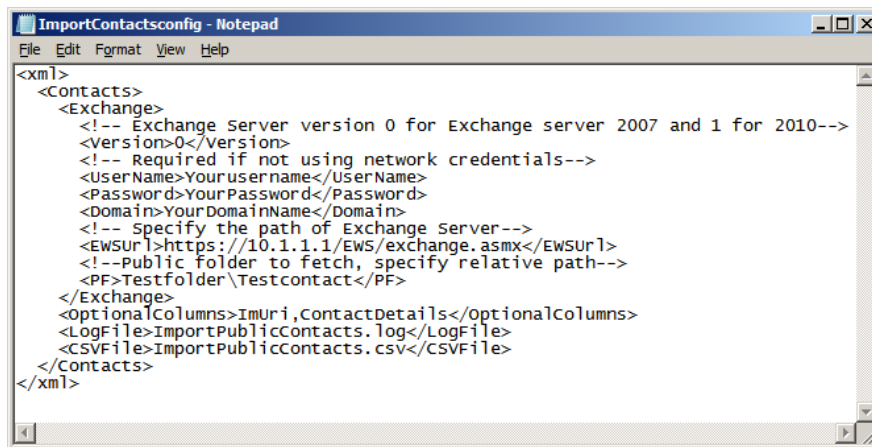 ImportContactsconfig - Notepad
File Edit Format View Help
<xml>
<Contacts>
<Exchange>
<!-- Exchange Server version 0 for Exchange server 2007 and 1 for 2010-->
<Version>0</Version>
<!-- Required if not using network credentials-->
<UserName>Yourusername</UserName>
<Password>YourPassword</Password>
<Domain>YourDomainName</Domain>
<!-- Specify the path of Exchange Server-->
<EWSUrl>https://10.1.1.1/EWS/exchange.asmx</EWSUrl>
<!--Public folder to fetch, specify relative path-->
<PF>Testfolder\Testcontact</PF>
</Exchange>
<OptionalColumns>ImUri,ContactDetails</OptionalColumns>
<LogFile>ImportPublicContacts.log</LogFile>
<CSVFile>ImportPublicContacts.csv</CSVFile>
</Contacts>
</xml>